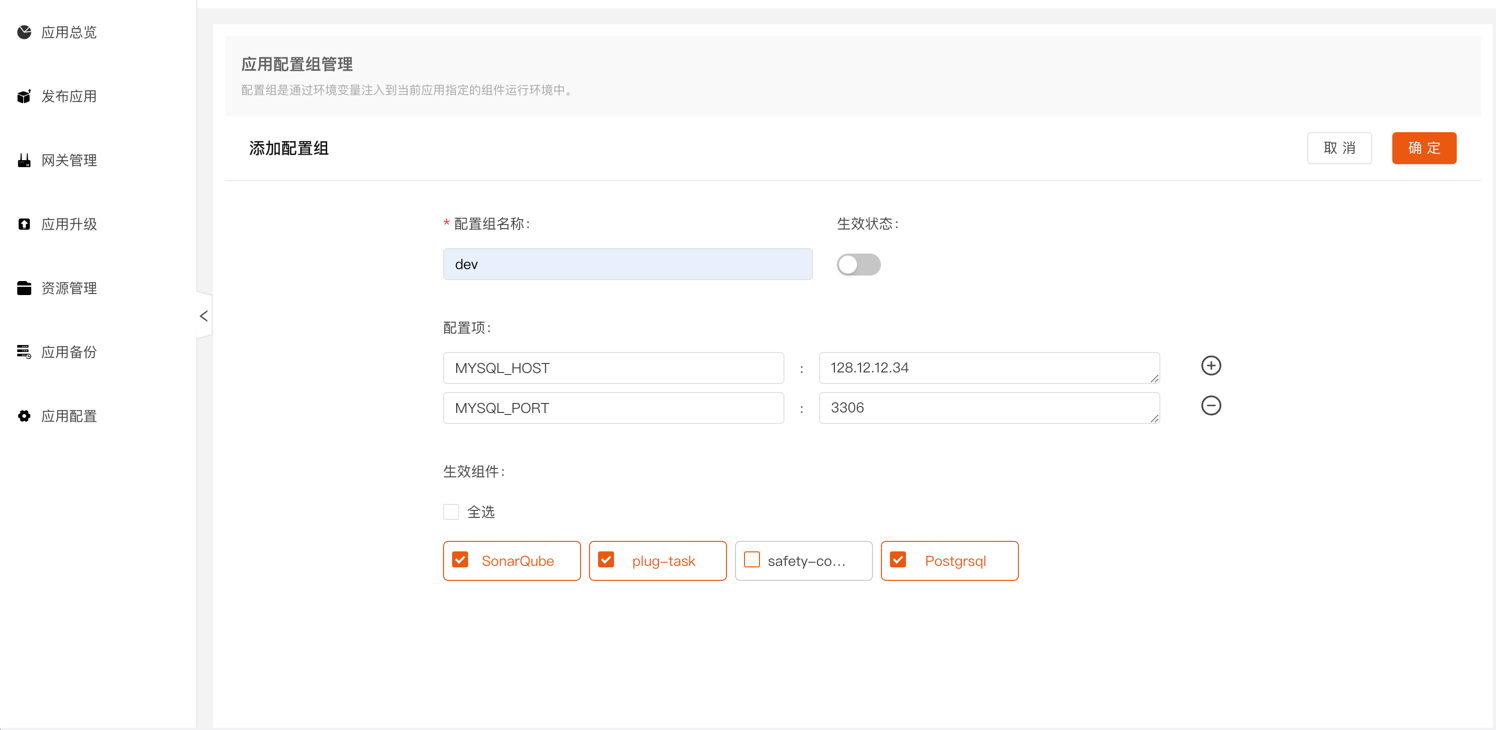 应用总览
发布应用
网关管理
应用升级
资源管理
应用备份
应用配置
应用配置组管理
配置组是通过环境变量注入到当前应用指定的组件运行环境中。
添加配置组
取 消
确 定
* 配置组名称:
生效状态:
dev
配置项:
MYSQL_HOST : 128.12.12.34
MYSQL_PORT : 3306
生效组件:
全选
SonarQube
plug-task
safety-co...
Postgrsql